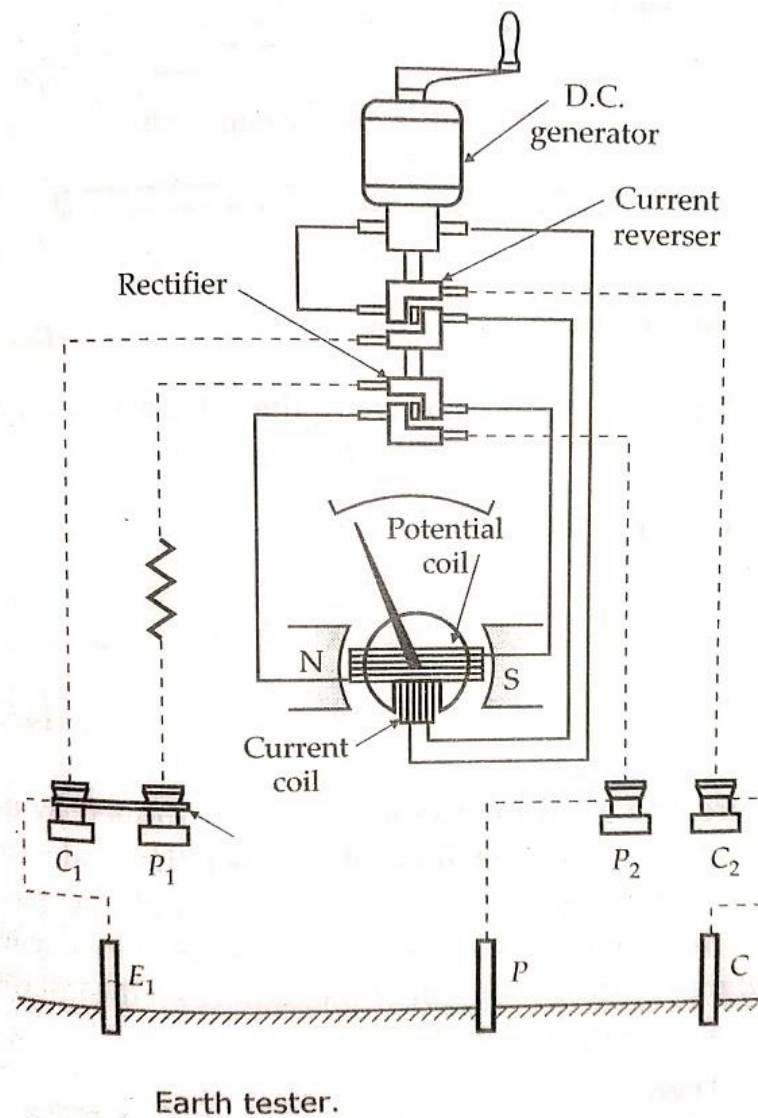 D.C.
generator
Current
reverser
Rectifier
Potential
coil
N
S
Current
coil
C₁
P₁
P₂
C₂
E₁
P
C
Earth tester.